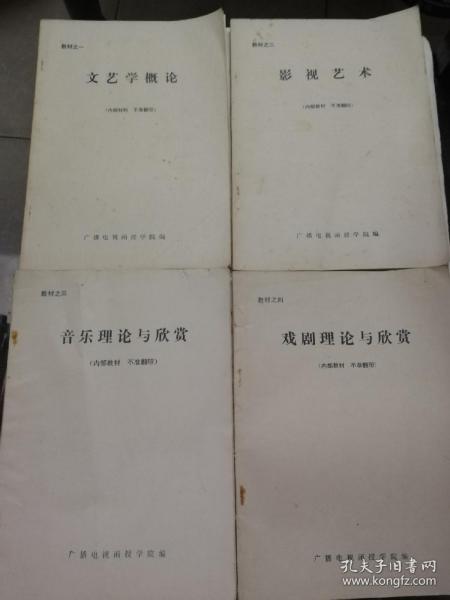 教材之一
文艺学概论
(内部教材 不准翻印)
广播电视函授学院编
教材之二
影视艺术
(内部教材 不准翻印)
广播电视函授学院编
教材之三
音乐理论与欣赏
(内部教材 不准翻印)
广播电视函授学院编
教材之四
戏剧理论与欣赏
(内部教材 不准翻印)
广播电视函授学院编
孔夫子旧书网
www.kongfz.com